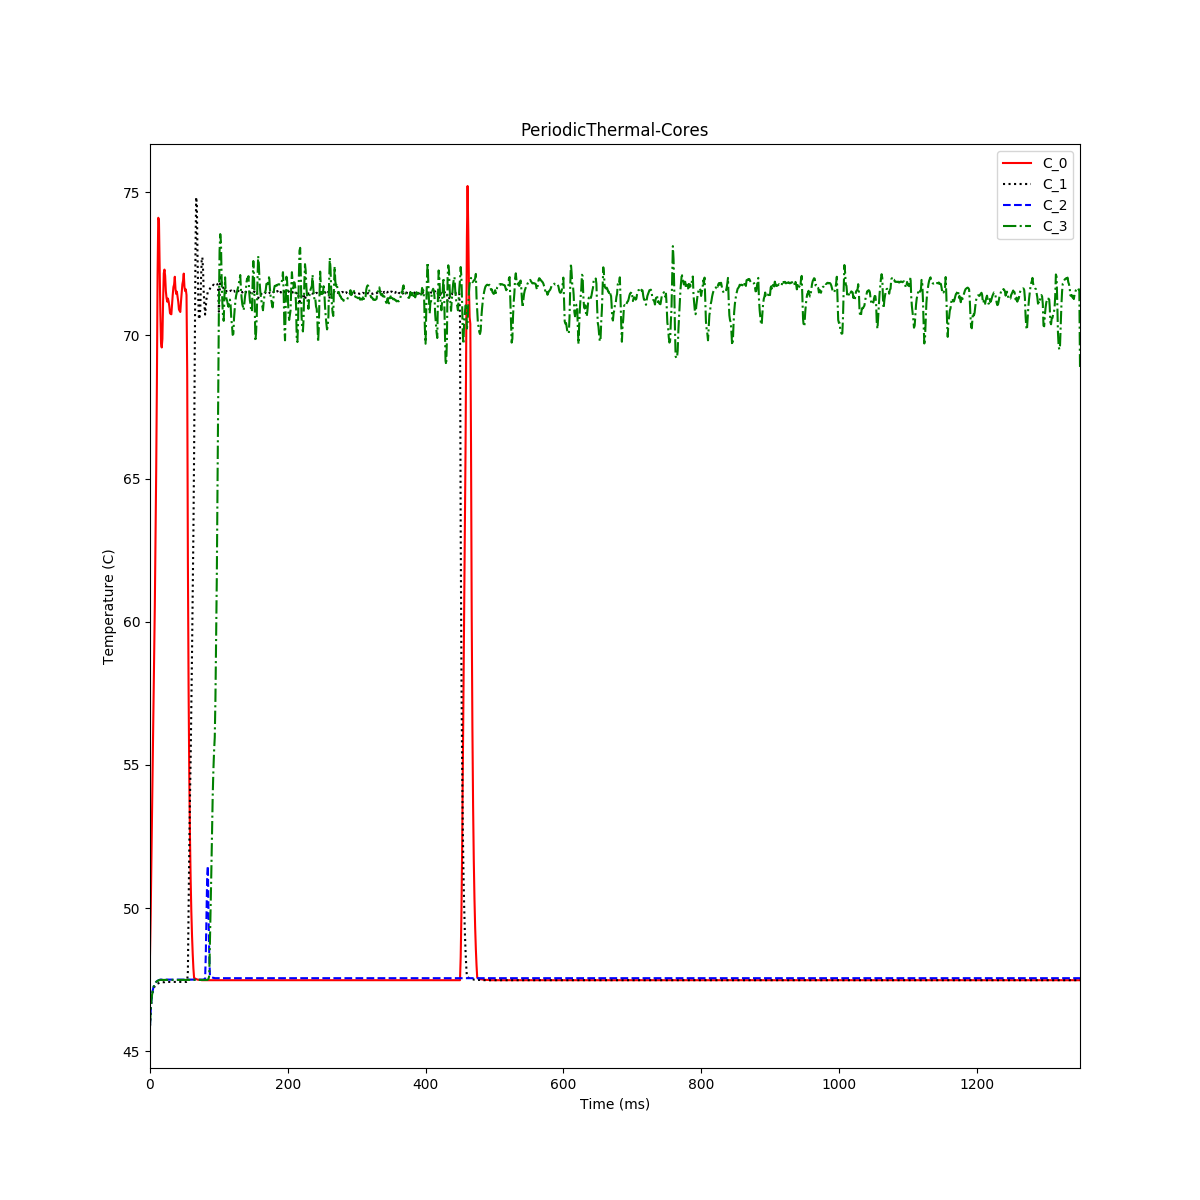 PeriodicThermal-Cores
C_0
C_1
C_2
C_3
75
70
65
60
55
50
45
Temperature (C)
0 200 400 600 800 1000 1200
Time (ms)